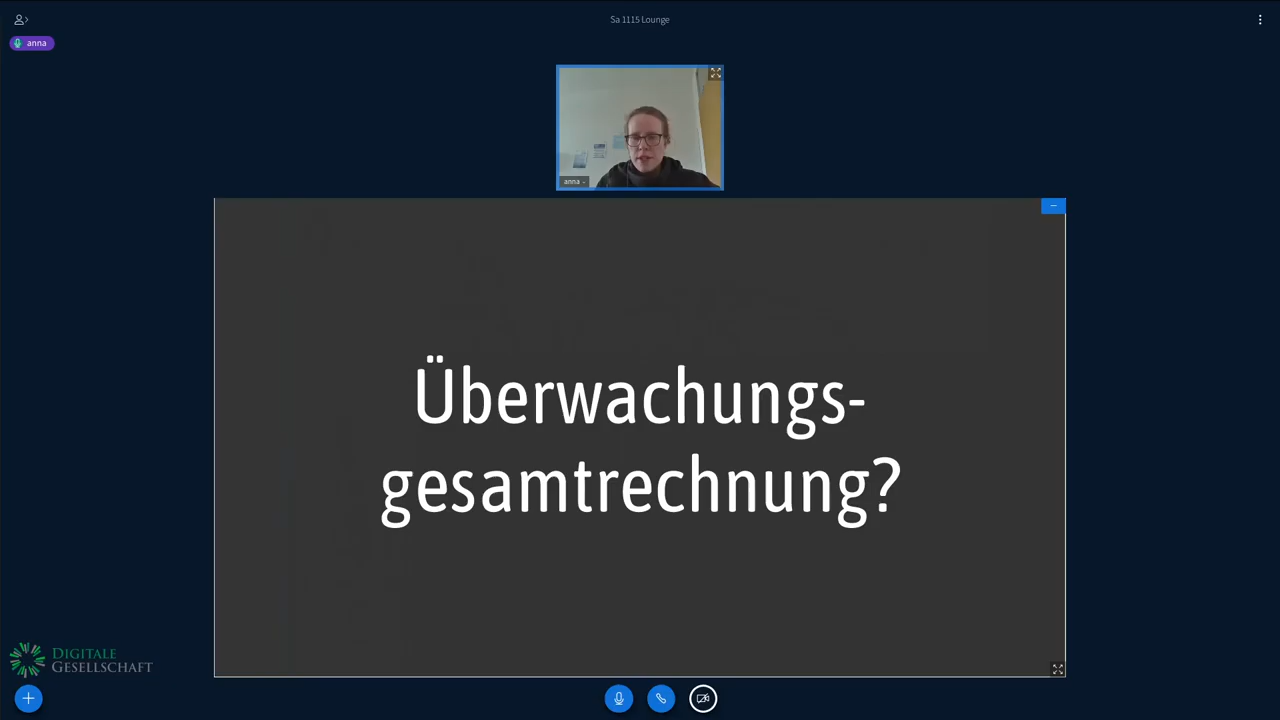 Sa 1115 Lounge
anna
anna
Überwachungs-
gesamtrechnung?
DIGITALE
GESELLSCHAFT